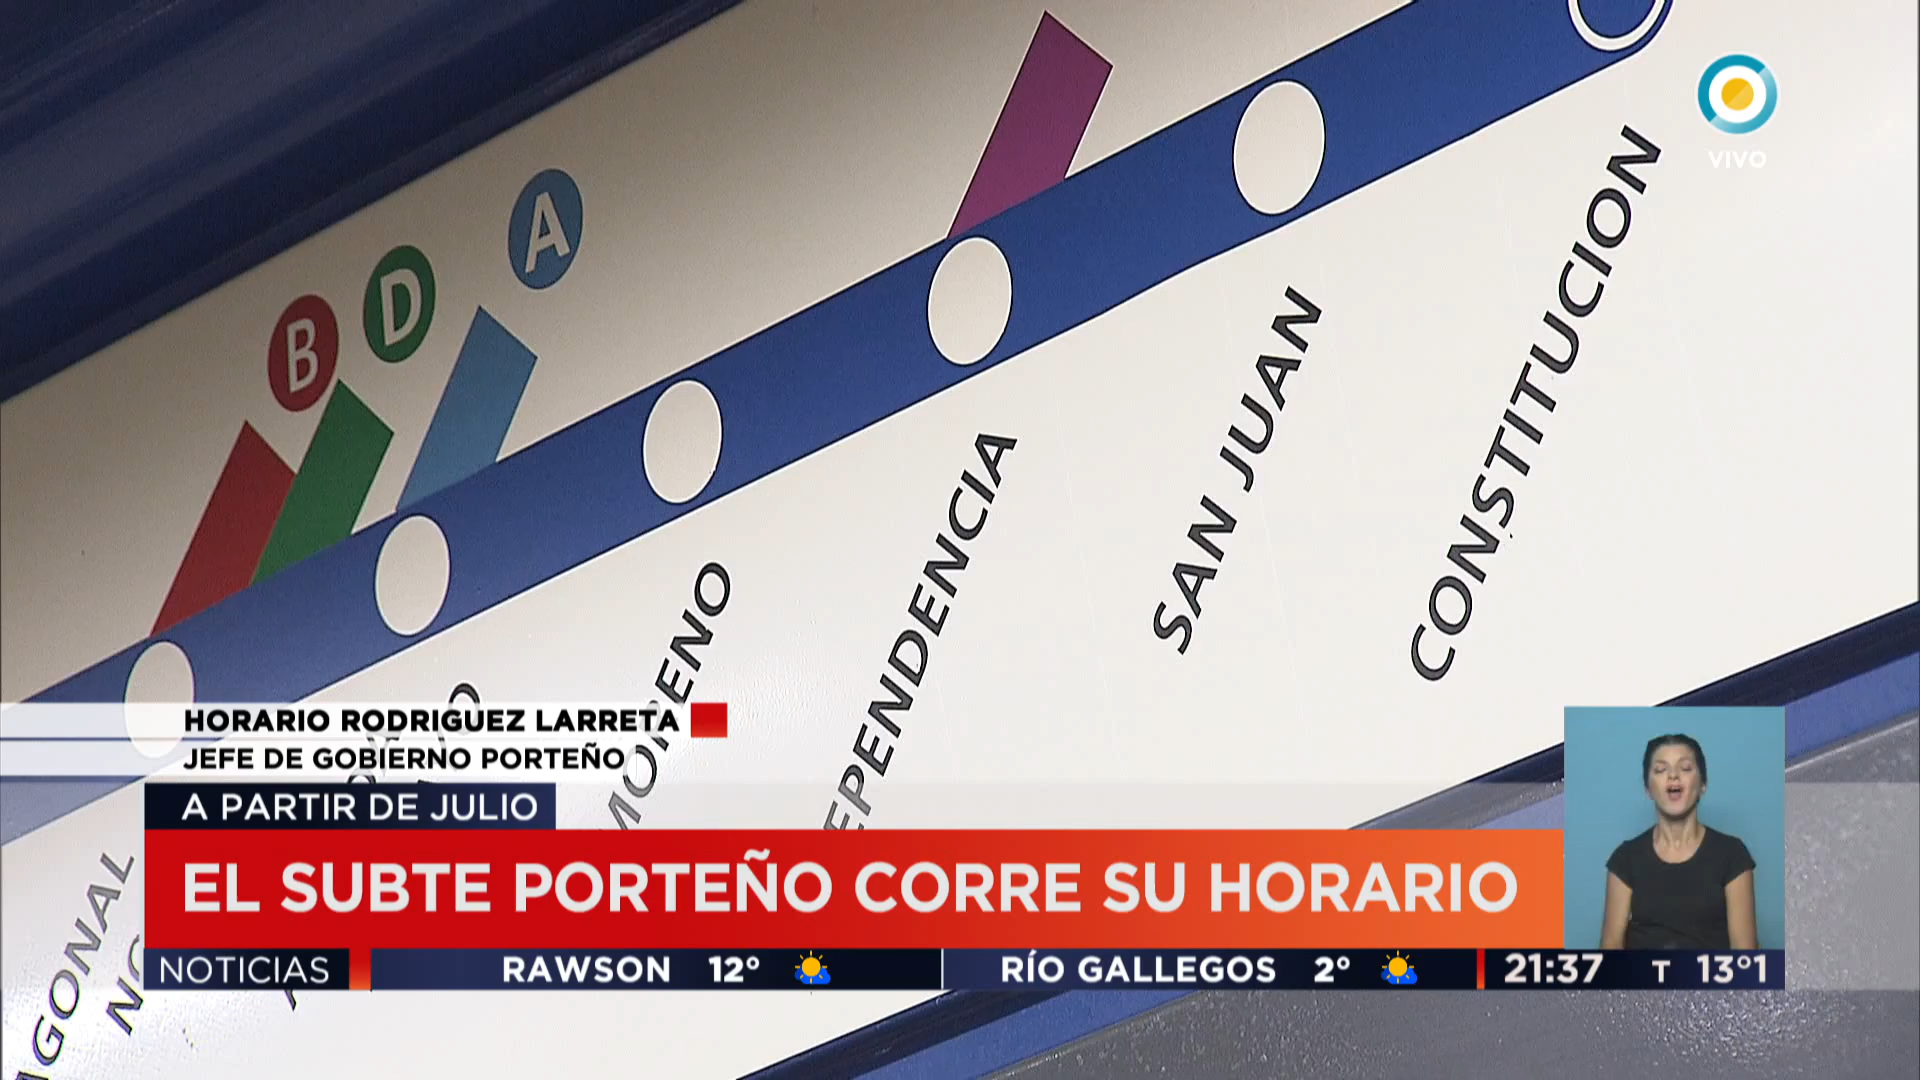 VIVO
B
D
A
CONSTITUCION
SAN JUAN
EPENDENCIA
MORENO
AGONAL
HORARIO RODRIGUEZ LARRETA
JEFE DE GOBIERNO PORTEÑO
A PARTIR DE JULIO
EL SUBTE PORTEÑO CORRE SU HORARIO
NOTICIAS
RAWSON 12°
RÍO GALLEGOS 2°
21:37 T 13°1